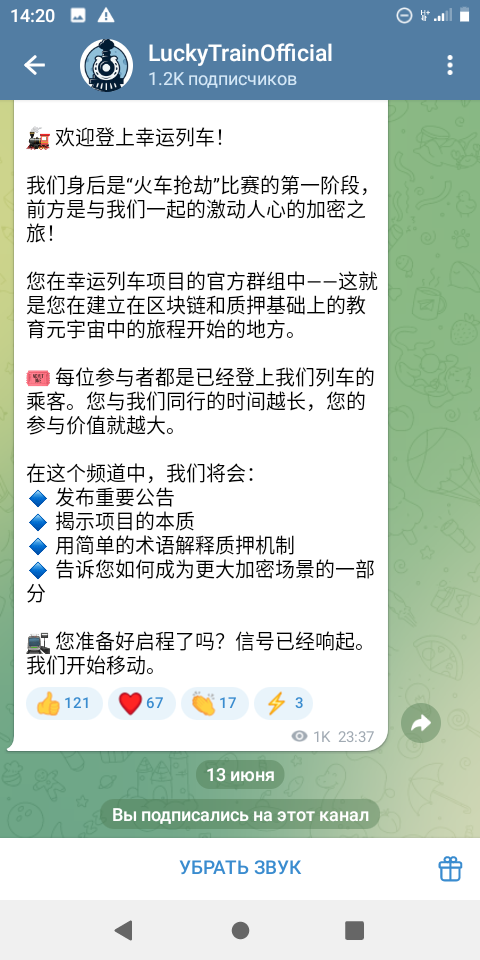 14:20
LuckyTrainOfficial
1.2K подписчиков
欢迎登上幸运列车！
我们身后是“火车抢劫”比赛的第一阶段，
前方是与我们一起的激动人心的加密之
旅！
您在幸运列车项目的官方群组中——这就
是您在建立在区块链和质押基础上的教
育元宇宙中的旅程开始的地方。
每位参与者都是已经登上我们列车的
乘客。您与我们同行的时间越长，您的
参与价值就越大。
在这个频道中，我们将会：
发布重要公告
揭示项目的本质
用简单的术语解释质押机制
告诉您如何成为更大加密场景的一部
分
您准备好启程了吗？信号已经响起。
我们开始移动。
121 67 17 3
1K 23:37
13 июня
Вы подписались на этот канал
УБРАТЬ ЗВУК